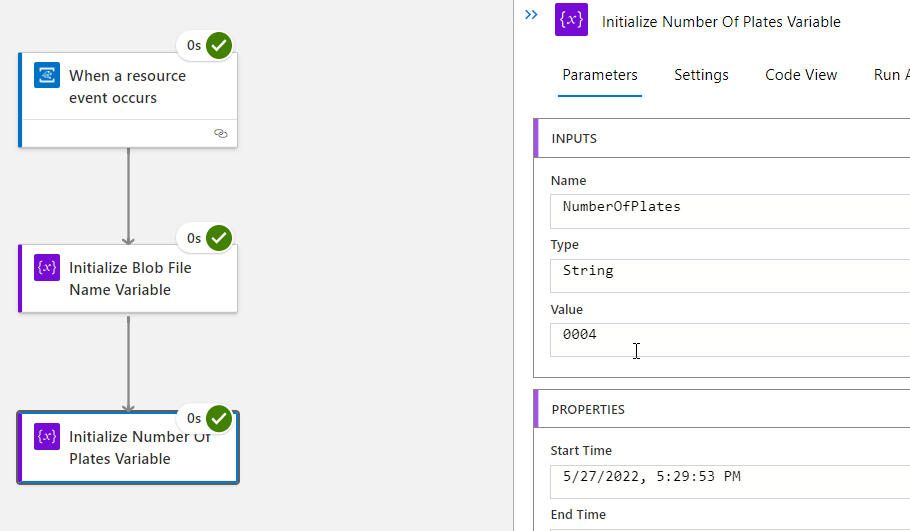 0s
When a resource
event occurs
0s
{x} Initialize Blob File
Name Variable
0s
{x} Initialize Number Of
Plates Variable
{x} Initialize Number Of Plates Variable
Parameters Settings Code View Run
INPUTS
Name
NumberOfPlates
Type
String
Value
0004
PROPERTIES
Start Time
5/27/2022, 5:29:53 PM
End Time